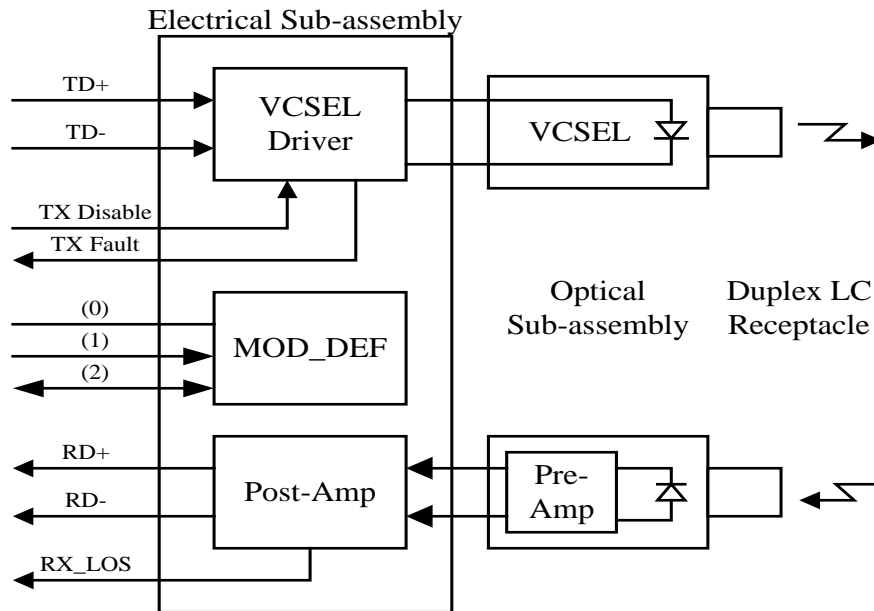 Electrical Sub-assembly
TD+
TD-
TX Disable
TX Fault
VCSEL
Driver
VCSEL
(0)
(1)
(2)
MOD_DEF
Optical
Sub-assembly
Duplex LC
Receptacle
RD+
RD-
RX_LOS
Post-Amp
Pre-
Amp